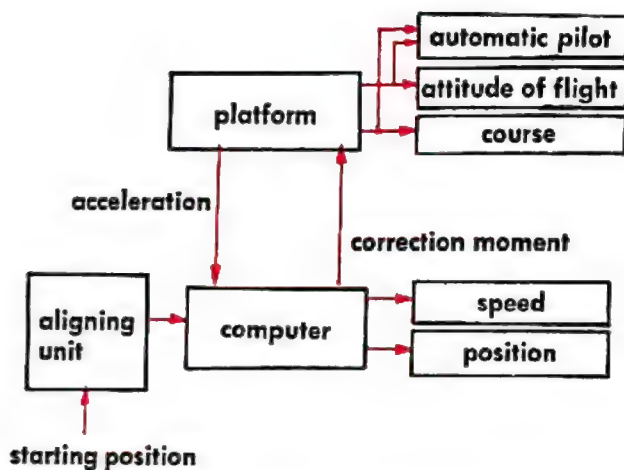 automatic pilot
attitude of flight
platform
course
acceleration
correction moment
aligning
unit
computer
speed
position
starting position